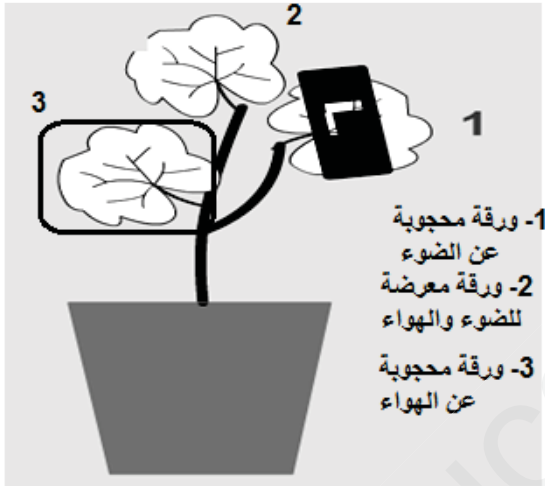 2
3
1
1- ورقة محجوبة
عن الضوء
2- ورقة معرضة
للضوء والهواء
3- ورقة محجوبة
عن الهواء